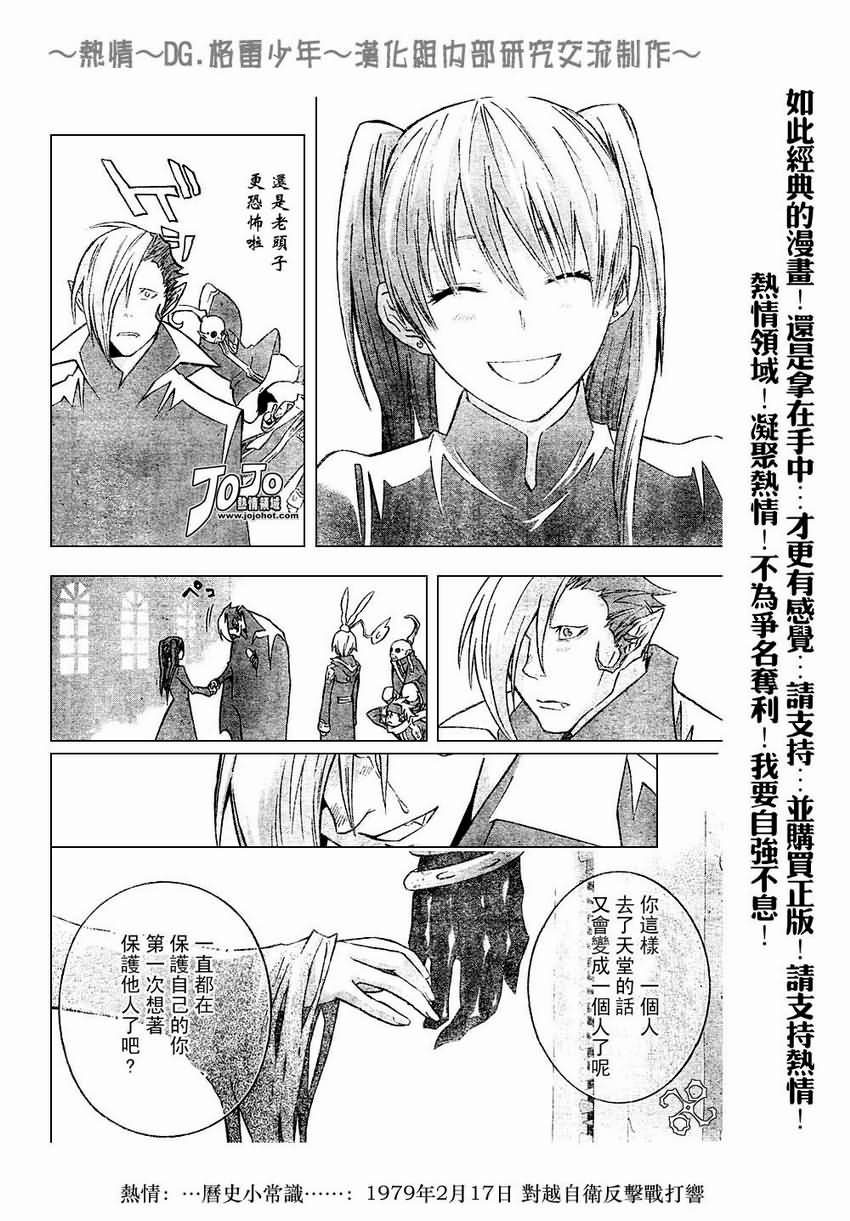 ～熱情～DG.格雷少年～漢化組內部研究交流制作～
如此經典的漫畫！還是拿在手中…才更有感覺…請支持…並購買正版！請支持熱情！
熱情領域！凝聚熱情！不為爭名奪利！我要自強不息！
還是老頭子
更恐怖啦
ドドッ
JOJO
熱情領域
www.jojohot.com
ペコ
你這樣 一個人
去了天堂的話
又會變成一個人了呢
一直都在
保護自己的你
第一次想著
保護他人了吧？
熱情：…曆史小常識……：1979年2月17日 對越自衛反擊戰打響